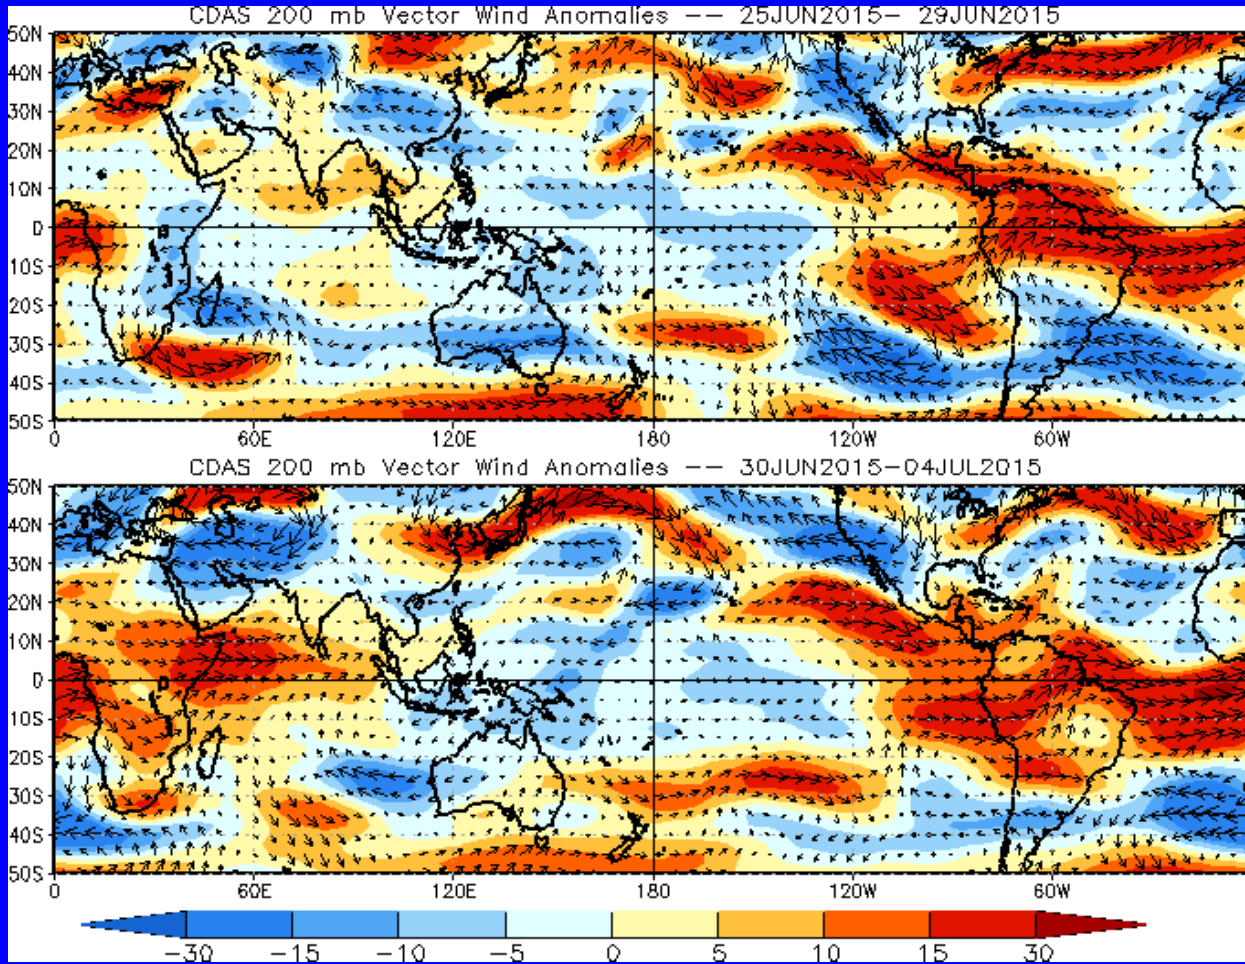 CDAS 200 mb Vector Wind Anomalies -- 25JUN2015- 29JUN2015
50N
40N
30N
20N
10N
0
10S
20S
30S
40S
50S
0 60E 120E 180 120W 60W
CDAS 200 mb Vector Wind Anomalies -- 30JUN2015-04JUL2015
50N
40N
30N
20N
10N
0
10S
20S
30S
40S
50S
0 60E 120E 180 120W 60W
-30 -15 -10 -5 0 5 10 15 30